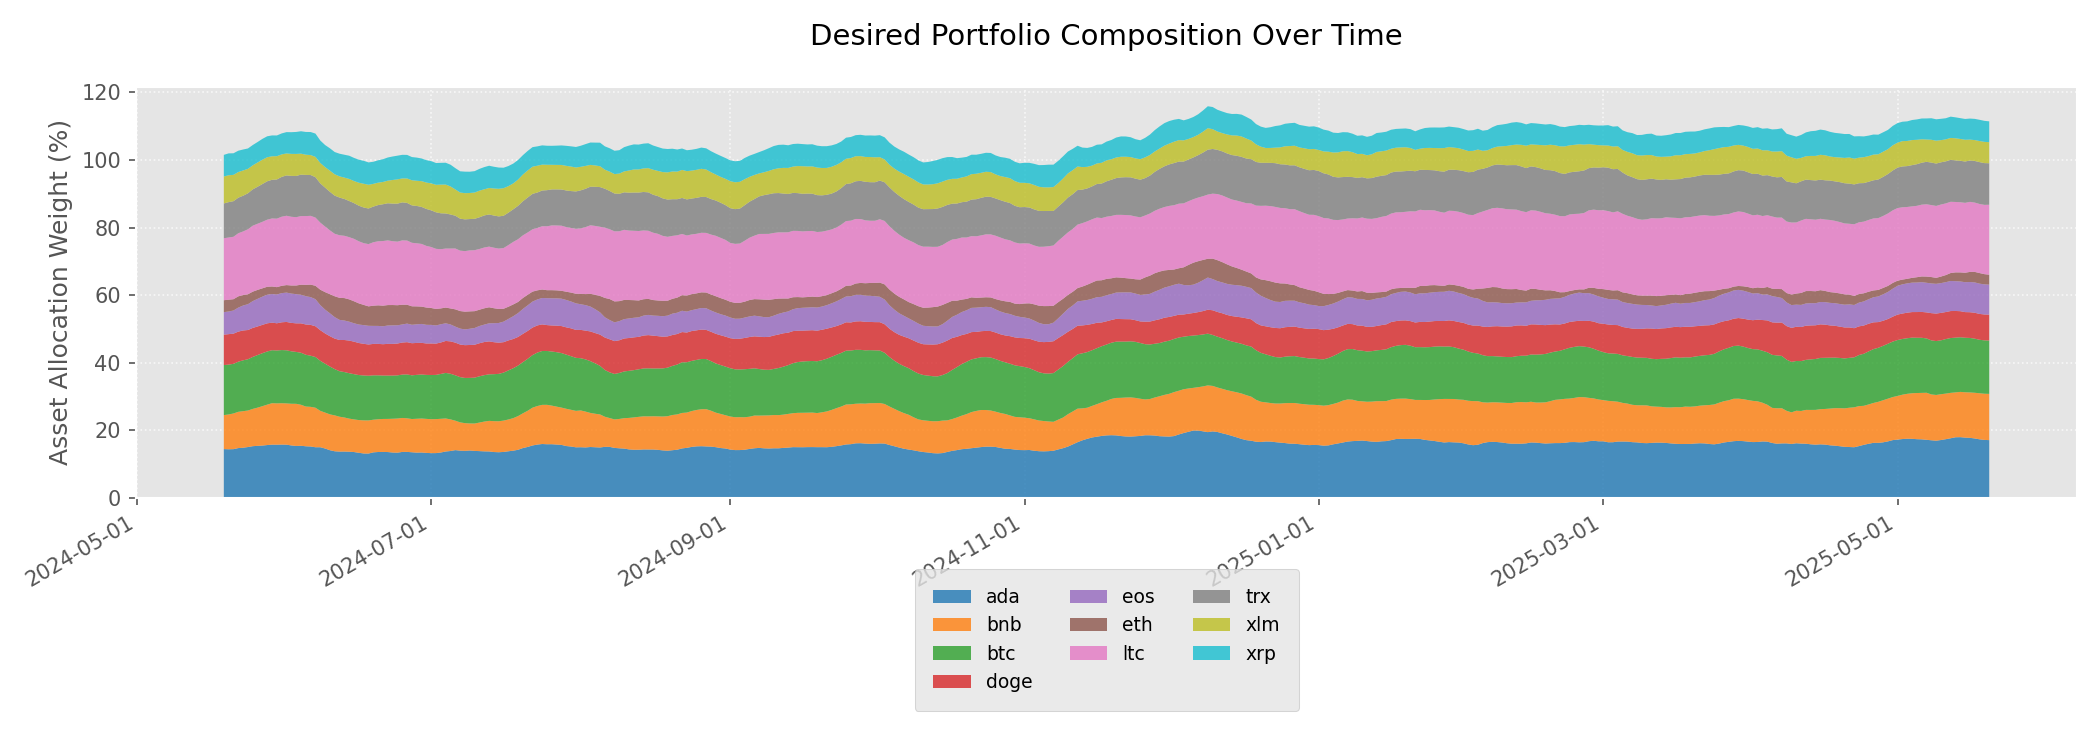 Desired Portfolio Composition Over Time
Asset Allocation Weight (%)
120
100
80
60
40
20
0
2024-05-01
2024-07-01
2024-09-01
2024-11-01
2025-01-01
2025-03-01
2025-05-01
ada
bnb
btc
doge
eos
eth
ltc
trx
xlm
xrp